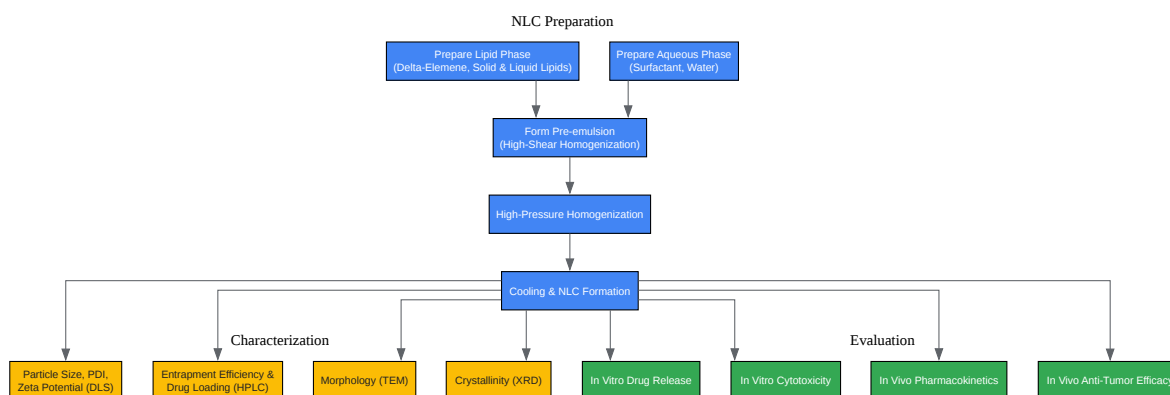 NLC Preparation
Prepare Lipid Phase
(Delta-Elemene, Solid & Liquid Lipids)
Prepare Aqueous Phase
(Surfactant, Water)
Form Pre-emulsion
(High-Shear Homogenization)
High-Pressure Homogenization
Cooling & NLC Formation
Characterization
Evaluation
Particle Size, PDI,
Zeta Potential (DLS)
Entrapment Efficiency &
Drug Loading (HPLC)
Morphology (TEM)
Crystallinity (XRD)
In Vitro Drug Release
In Vitro Cytotoxicity
In Vivo Pharmacokinetics
In Vivo Anti-Tumor Efficacy